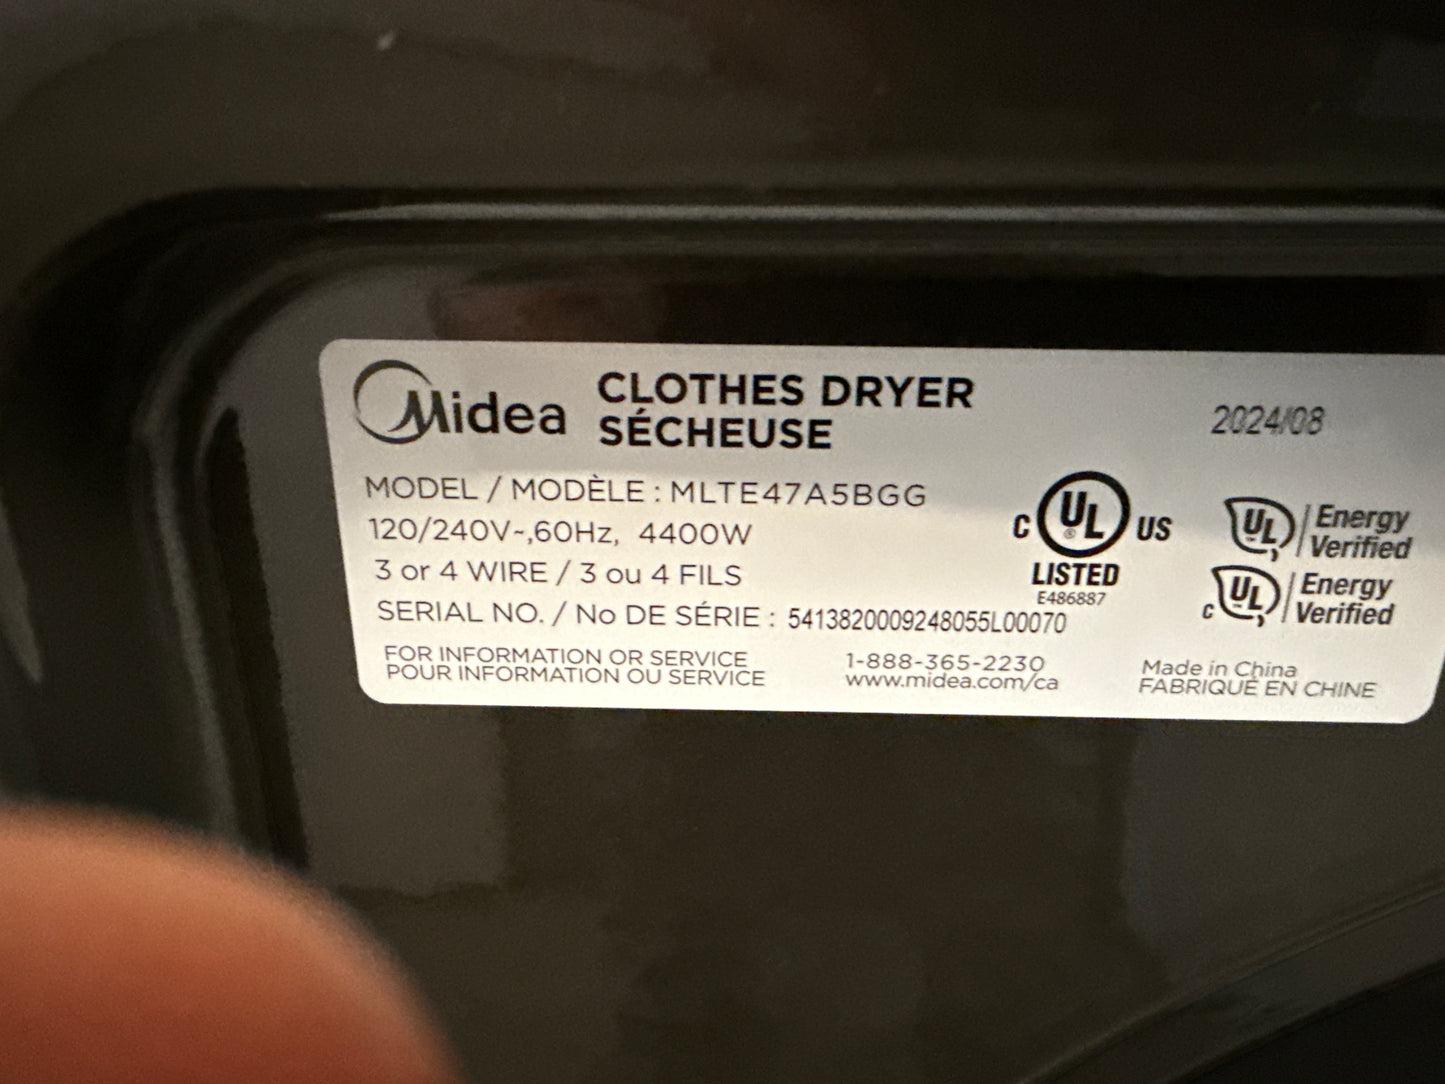 Midea
CLOTHES DRYER
SÉCHEUSE
2024/08
MODEL / MODÈLE : MLTE47A5BGG
120/240V~,60Hz, 4400W
3 or 4 WIRE / 3 ou 4 FILS
SERIAL NO. / No DE SÉRIE : 5413820009248055L00070
FOR INFORMATION OR SERVICE
POUR INFORMATION OU SERVICE
1-888-365-2230
www.midea.com/ca
C UL ® US
LISTED
E486887
UL Energy
Verified
c UL Energy
Verified
Made in China
FABRIQUÉ EN CHINE